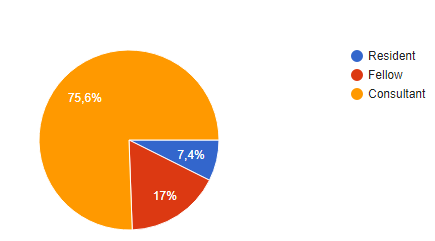 Resident
Fellow
Consultant
75,6%
7,4%
17%